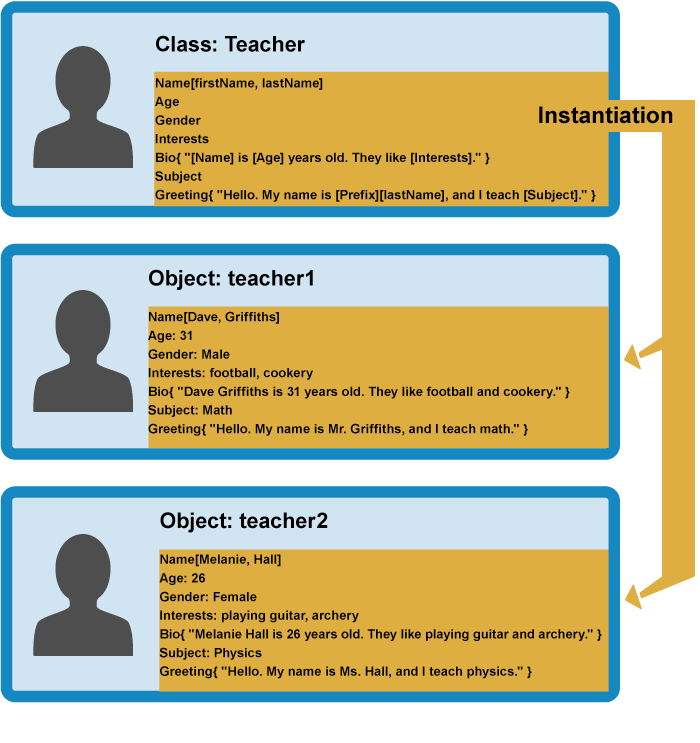 Class: Teacher
Name[firstName, lastName]
Age
Gender
Interests
Bio{ "[Name] is [Age] years old. They like [Interests]." }
Subject
Greeting{ "Hello. My name is [Prefix][lastName], and I teach [Subject]." }
Instantiation
Object: teacher1
Name[Dave, Griffiths]
Age: 31
Gender: Male
Interests: football, cookery
Bio{ "Dave Griffiths is 31 years old. They like football and cookery." }
Subject: Math
Greeting{ "Hello. My name is Mr. Griffiths, and I teach math." }
Object: teacher2
Name[Melanie, Hall]
Age: 26
Gender: Female
Interests: playing guitar, archery
Bio{ "Melanie Hall is 26 years old. They like playing guitar and archery." }
Subject: Physics
Greeting{ "Hello. My name is Ms. Hall, and I teach physics." }